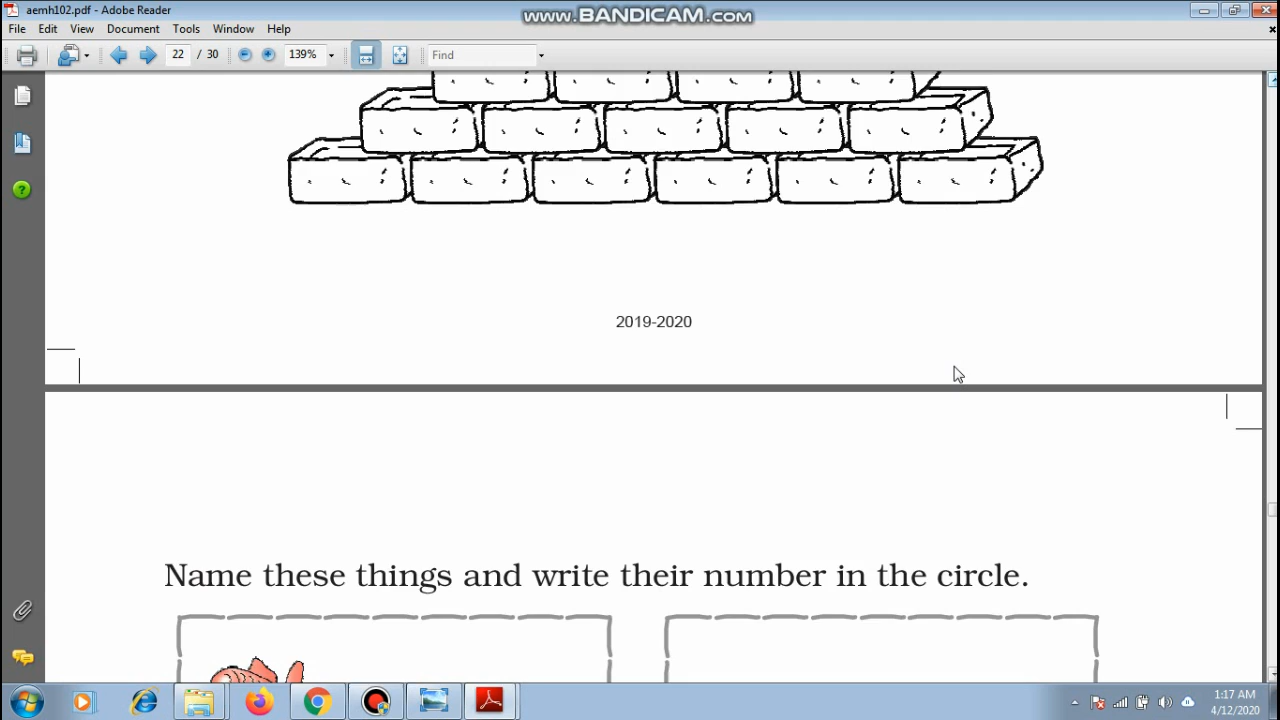 aemh102.pdf - Adobe Reader
www.BANDICAM.com
File Edit View Document Tools Window Help
22 / 30 139% Find
2019-2020
Name these things and write their number in the circle.
1:17 AM
4/12/2020